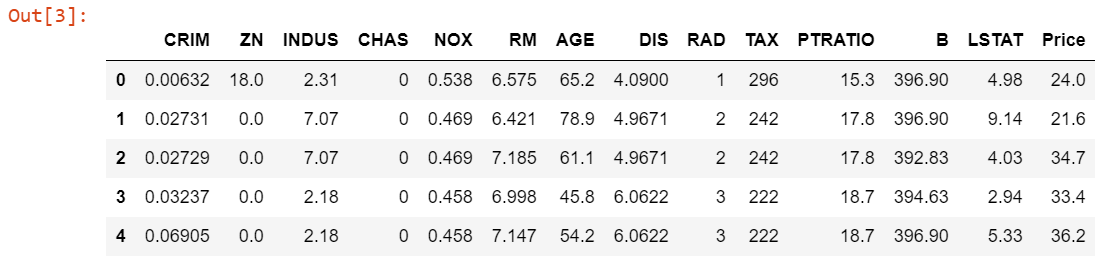 Out[3]:
CRIM ZN INDUS CHAS NOX RM AGE DIS RAD TAX PTRATIO B LSTAT Price
0 0.00632 18.0 2.31 0 0.538 6.575 65.2 4.0900 1 296 15.3 396.90 4.98 24.0
1 0.02731 0.0 7.07 0 0.469 6.421 78.9 4.9671 2 242 17.8 396.90 9.14 21.6
2 0.02729 0.0 7.07 0 0.469 7.185 61.1 4.9671 2 242 17.8 392.83 4.03 34.7
3 0.03237 0.0 2.18 0 0.458 6.998 45.8 6.0622 3 222 18.7 394.63 2.94 33.4
4 0.06905 0.0 2.18 0 0.458 7.147 54.2 6.0622 3 222 18.7 396.90 5.33 36.2